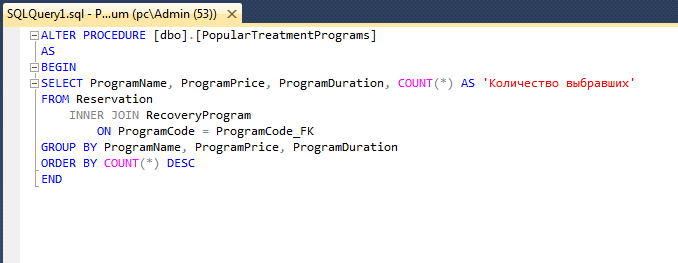 SQLQuery1.sql - P...um (pc\Admin (53))
ALTER PROCEDURE [dbo].[PopularTreatmentPrograms]
AS
BEGIN
SELECT ProgramName, ProgramPrice, ProgramDuration, COUNT(*) AS 'Количество выбравших'
FROM Reservation
INNER JOIN RecoveryProgram
ON ProgramCode = ProgramCode_FK
GROUP BY ProgramName, ProgramPrice, ProgramDuration
ORDER BY COUNT(*) DESC
END